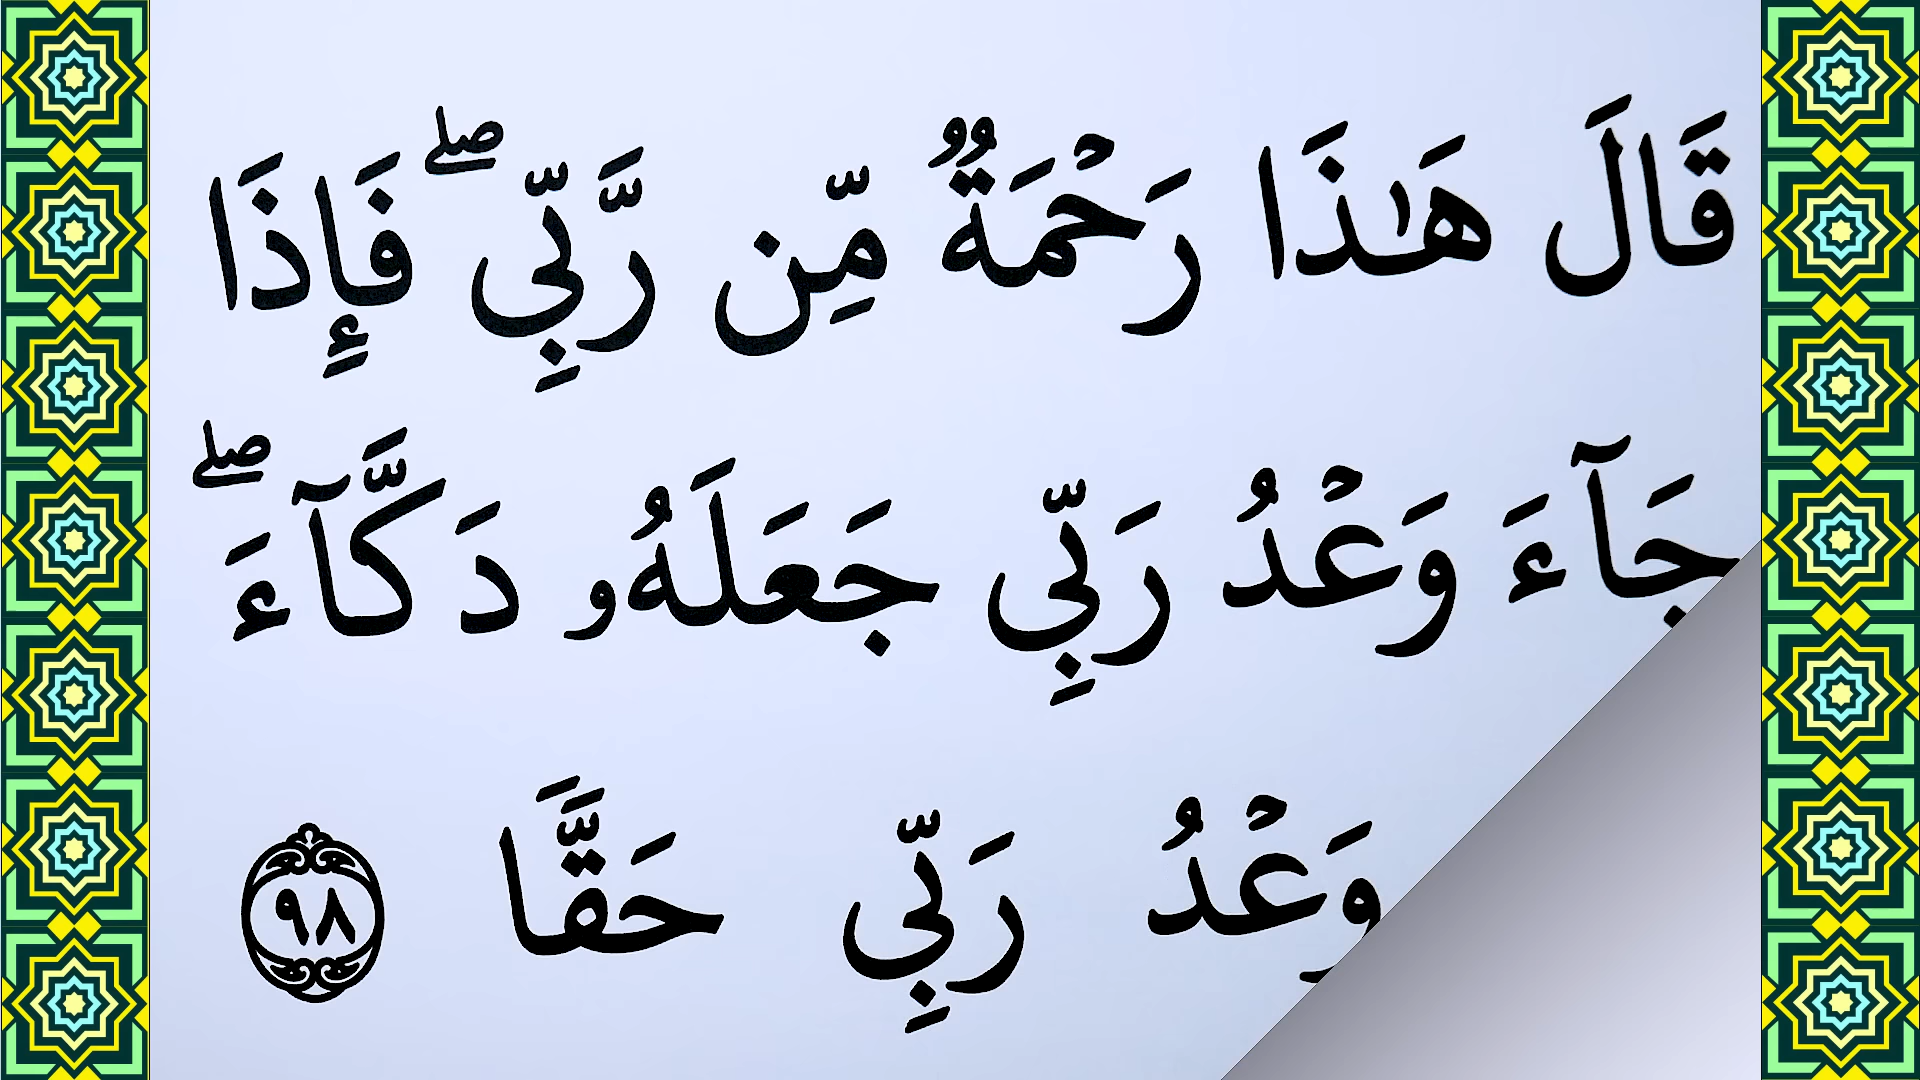 قَالَ هَٰذَا رَحْمَةٌ مِّن رَّبِّي ۖ فَإِذَا
جَآءَ وَعْدُ رَبِّي جَعَلَهُۥ دَكَّآءَ ۖ
وَعْدُ رَبِّي حَقًّا ٩٨